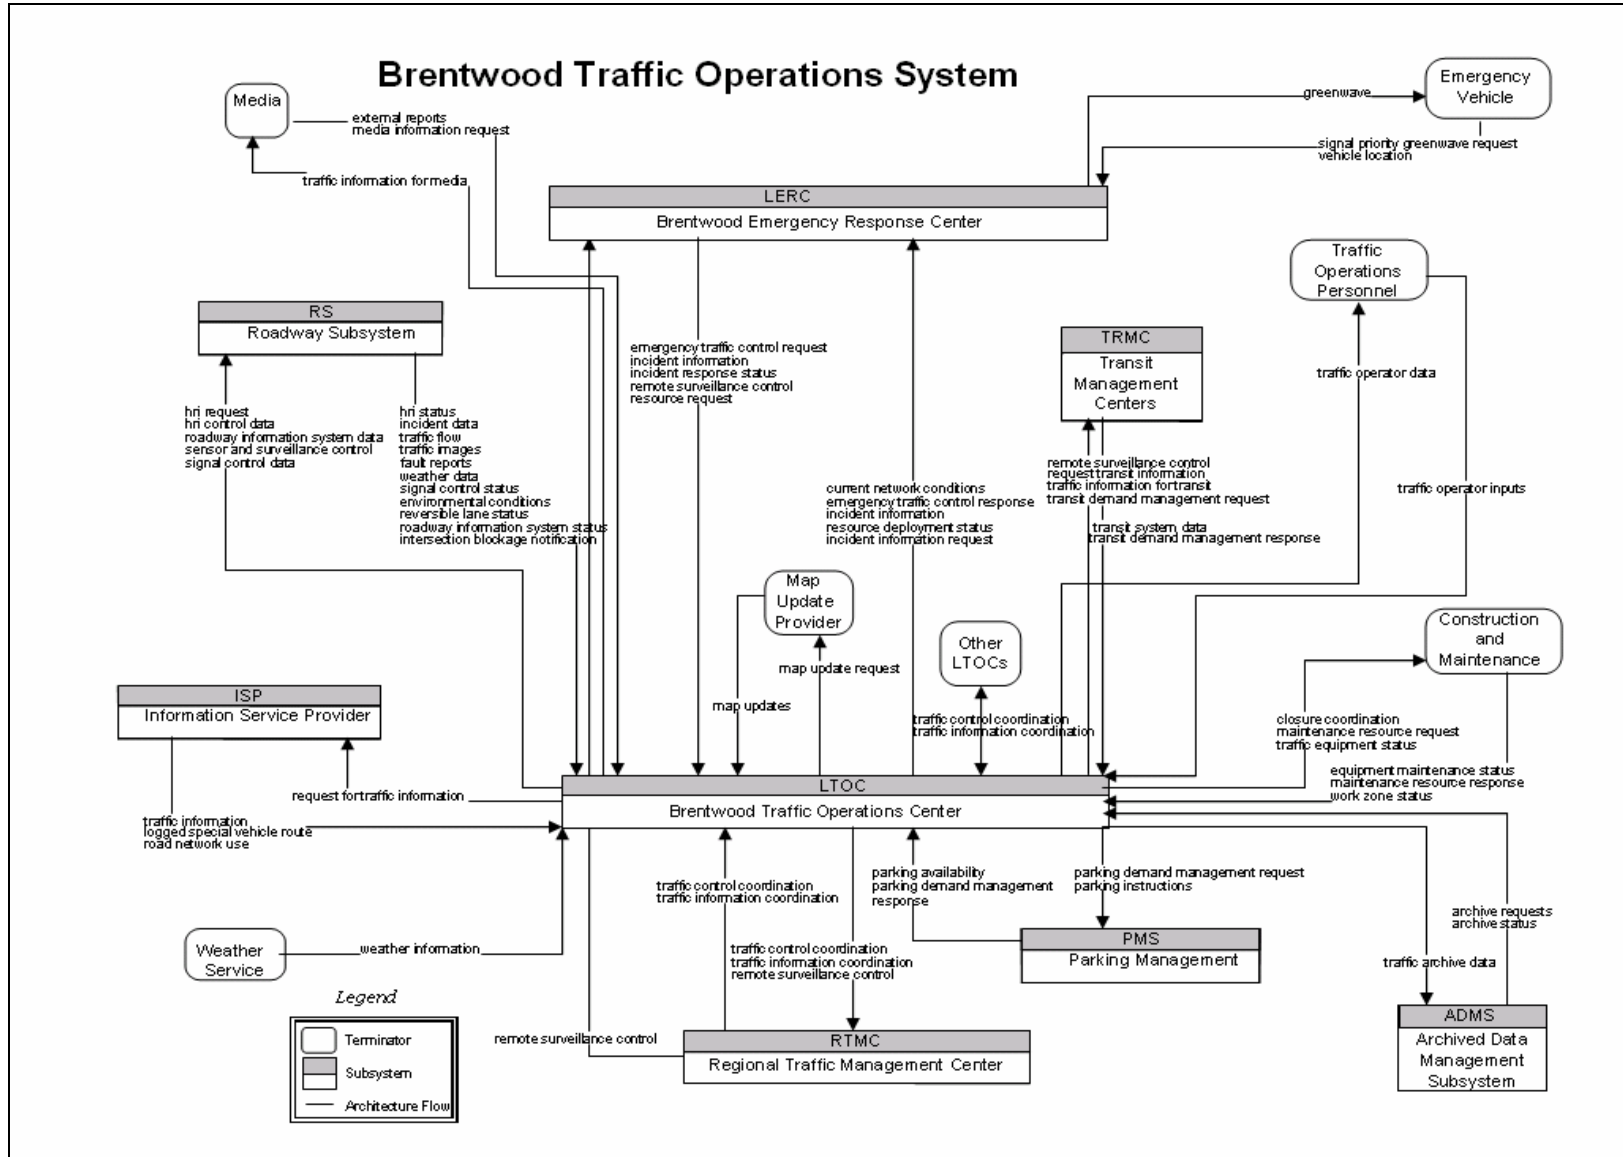 Brentwood Traffic Operations System
Media
external reports
media information request
traffic information for media
greenwave
Emergency
Vehicle
signal priority greenwave request
vehicle location
LERC
Brentwood Emergency Response Center
Traffic
Operations
Personnel
RS
Roadway Subsystem
TRMC
Transit
Management
Centers
emergency traffic control request
incident information
incident response status
remote surveillance control
resource request
traffic operator data
hri request
hri control data
roadway information system data
sensor and surveillance control
signal control data
hri status
incident data
traffic flow
traffic images
fault reports
weather data
signal control status
environmental conditions
reversible lane status
roadway information system status
intersection blockage notification
remote surveillance control
request transit information
traffic information for transit
transit demand management request
traffic operator inputs
current network conditions
emergency traffic control response
incident information
resource deployment status
incident information request
transit system data
transit demand management response
Map
Update
Provider
map update request
map updates
Other
LTOCs
traffic control coordination
traffic information coordination
Construction
and
Maintenance
closure coordination
maintenance resource request
traffic equipment status
equipment maintenance status
maintenance resource response
work zone status
ISP
Information Service Provider
request for traffic information
traffic information
logged special vehicle route
road network use
LTOC
Brentwood Traffic Operations Center
traffic control coordination
traffic information coordination
parking availability
parking demand management
response
parking demand management request
parking instructions
archive requests
archive status
traffic archive data
Weather
Service
weather information
traffic control coordination
traffic information coordination
remote surveillance control
PMS
Parking Management
ADMS
Archived Data
Management
Subsystem
remote surveillance control
RTMC
Regional Traffic Management Center
Legend
Terminator
Subsystem
Architecture Flow